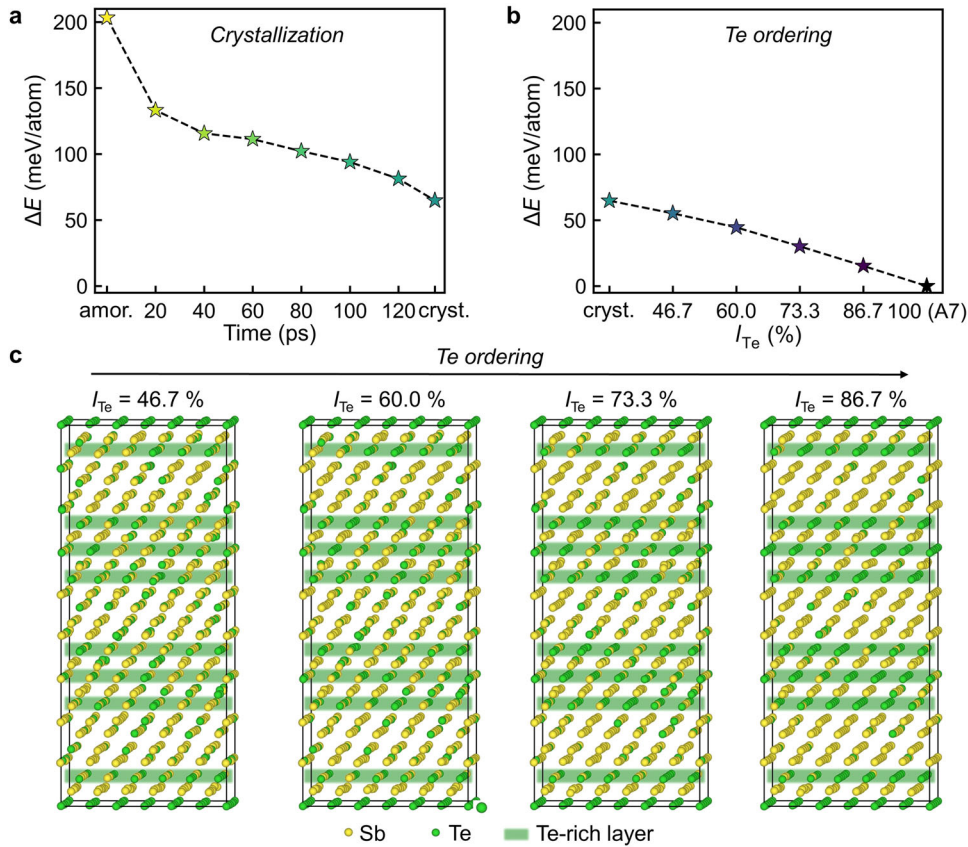 a
Crystallization
200
150
100
50
0
ΔE (meV/atom)
amor. 20 40 60 80 100 120 cryst.
Time (ps)
b
Te ordering
200
150
100
50
0
ΔE (meV/atom)
cryst. 46.7 60.0 73.3 86.7 100 (A7)
I_Te (%)
c
Te ordering
I_Te = 46.7 %
I_Te = 60.0 %
I_Te = 73.3 %
I_Te = 86.7 %
Sb Te Te-rich layer